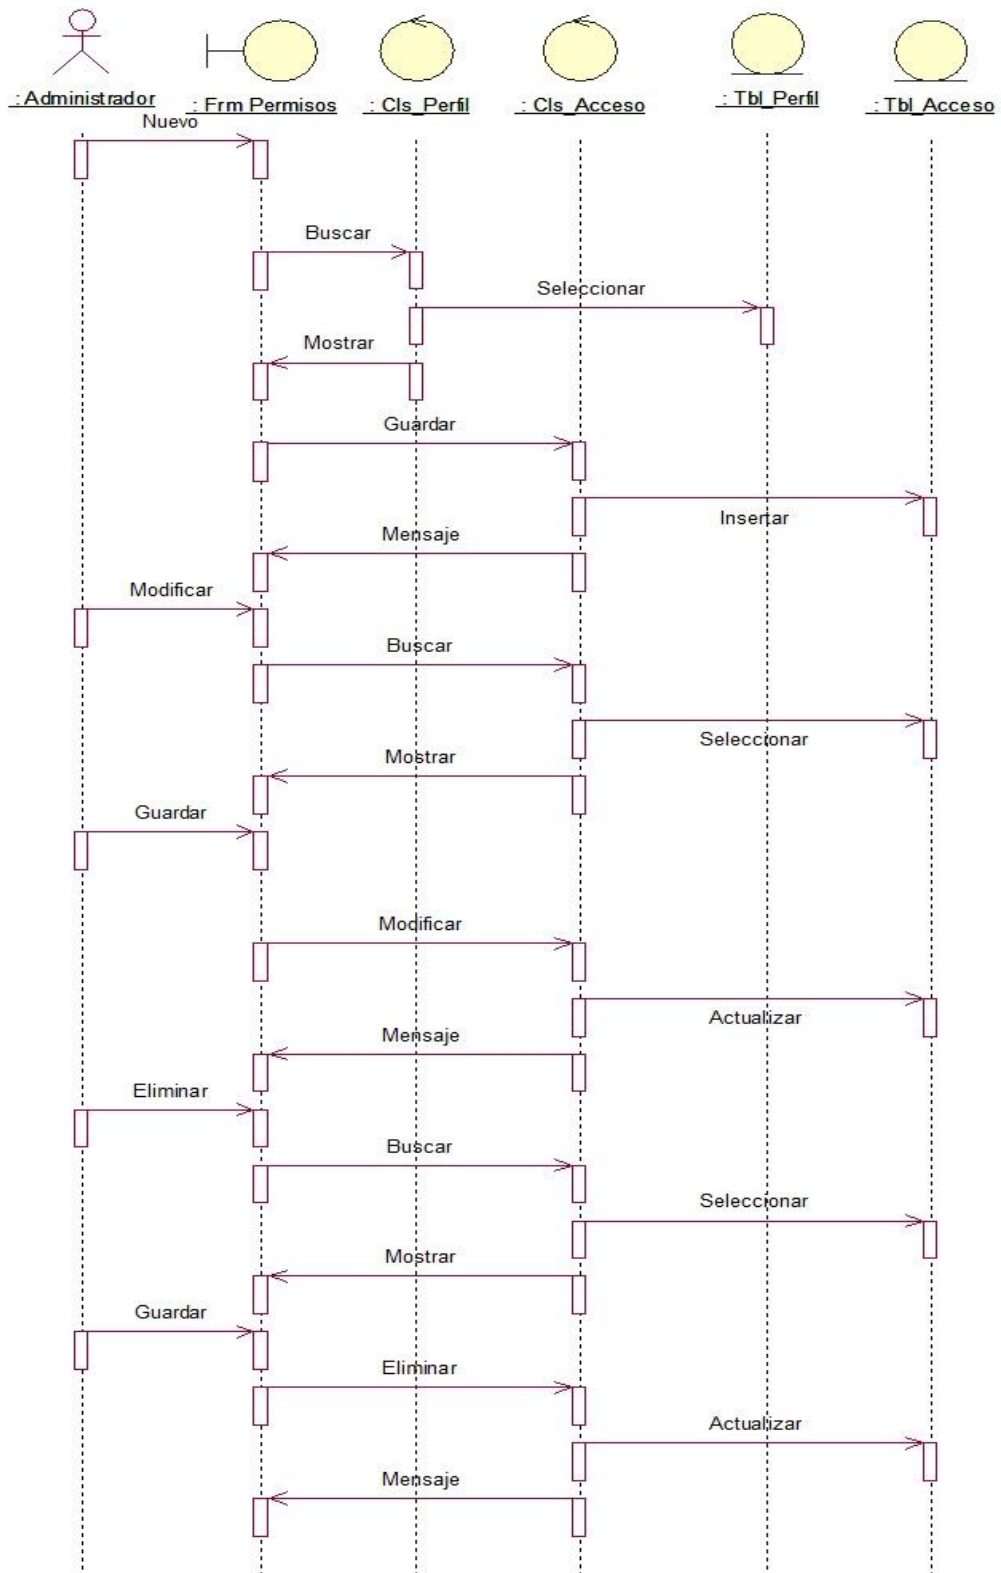 : Administrador
: Frm Permisos
: Cls_Perfil
: Cls_Acceso
: Tbl_Perfil
: Tbl_Acceso
Nuevo
Buscar
Seleccionar
Mostrar
Guardar
Insertar
Mensaje
Modificar
Buscar
Seleccionar
Mostrar
Guardar
Modificar
Actualizar
Mensaje
Eliminar
Buscar
Seleccionar
Mostrar
Guardar
Eliminar
Actualizar
Mensaje